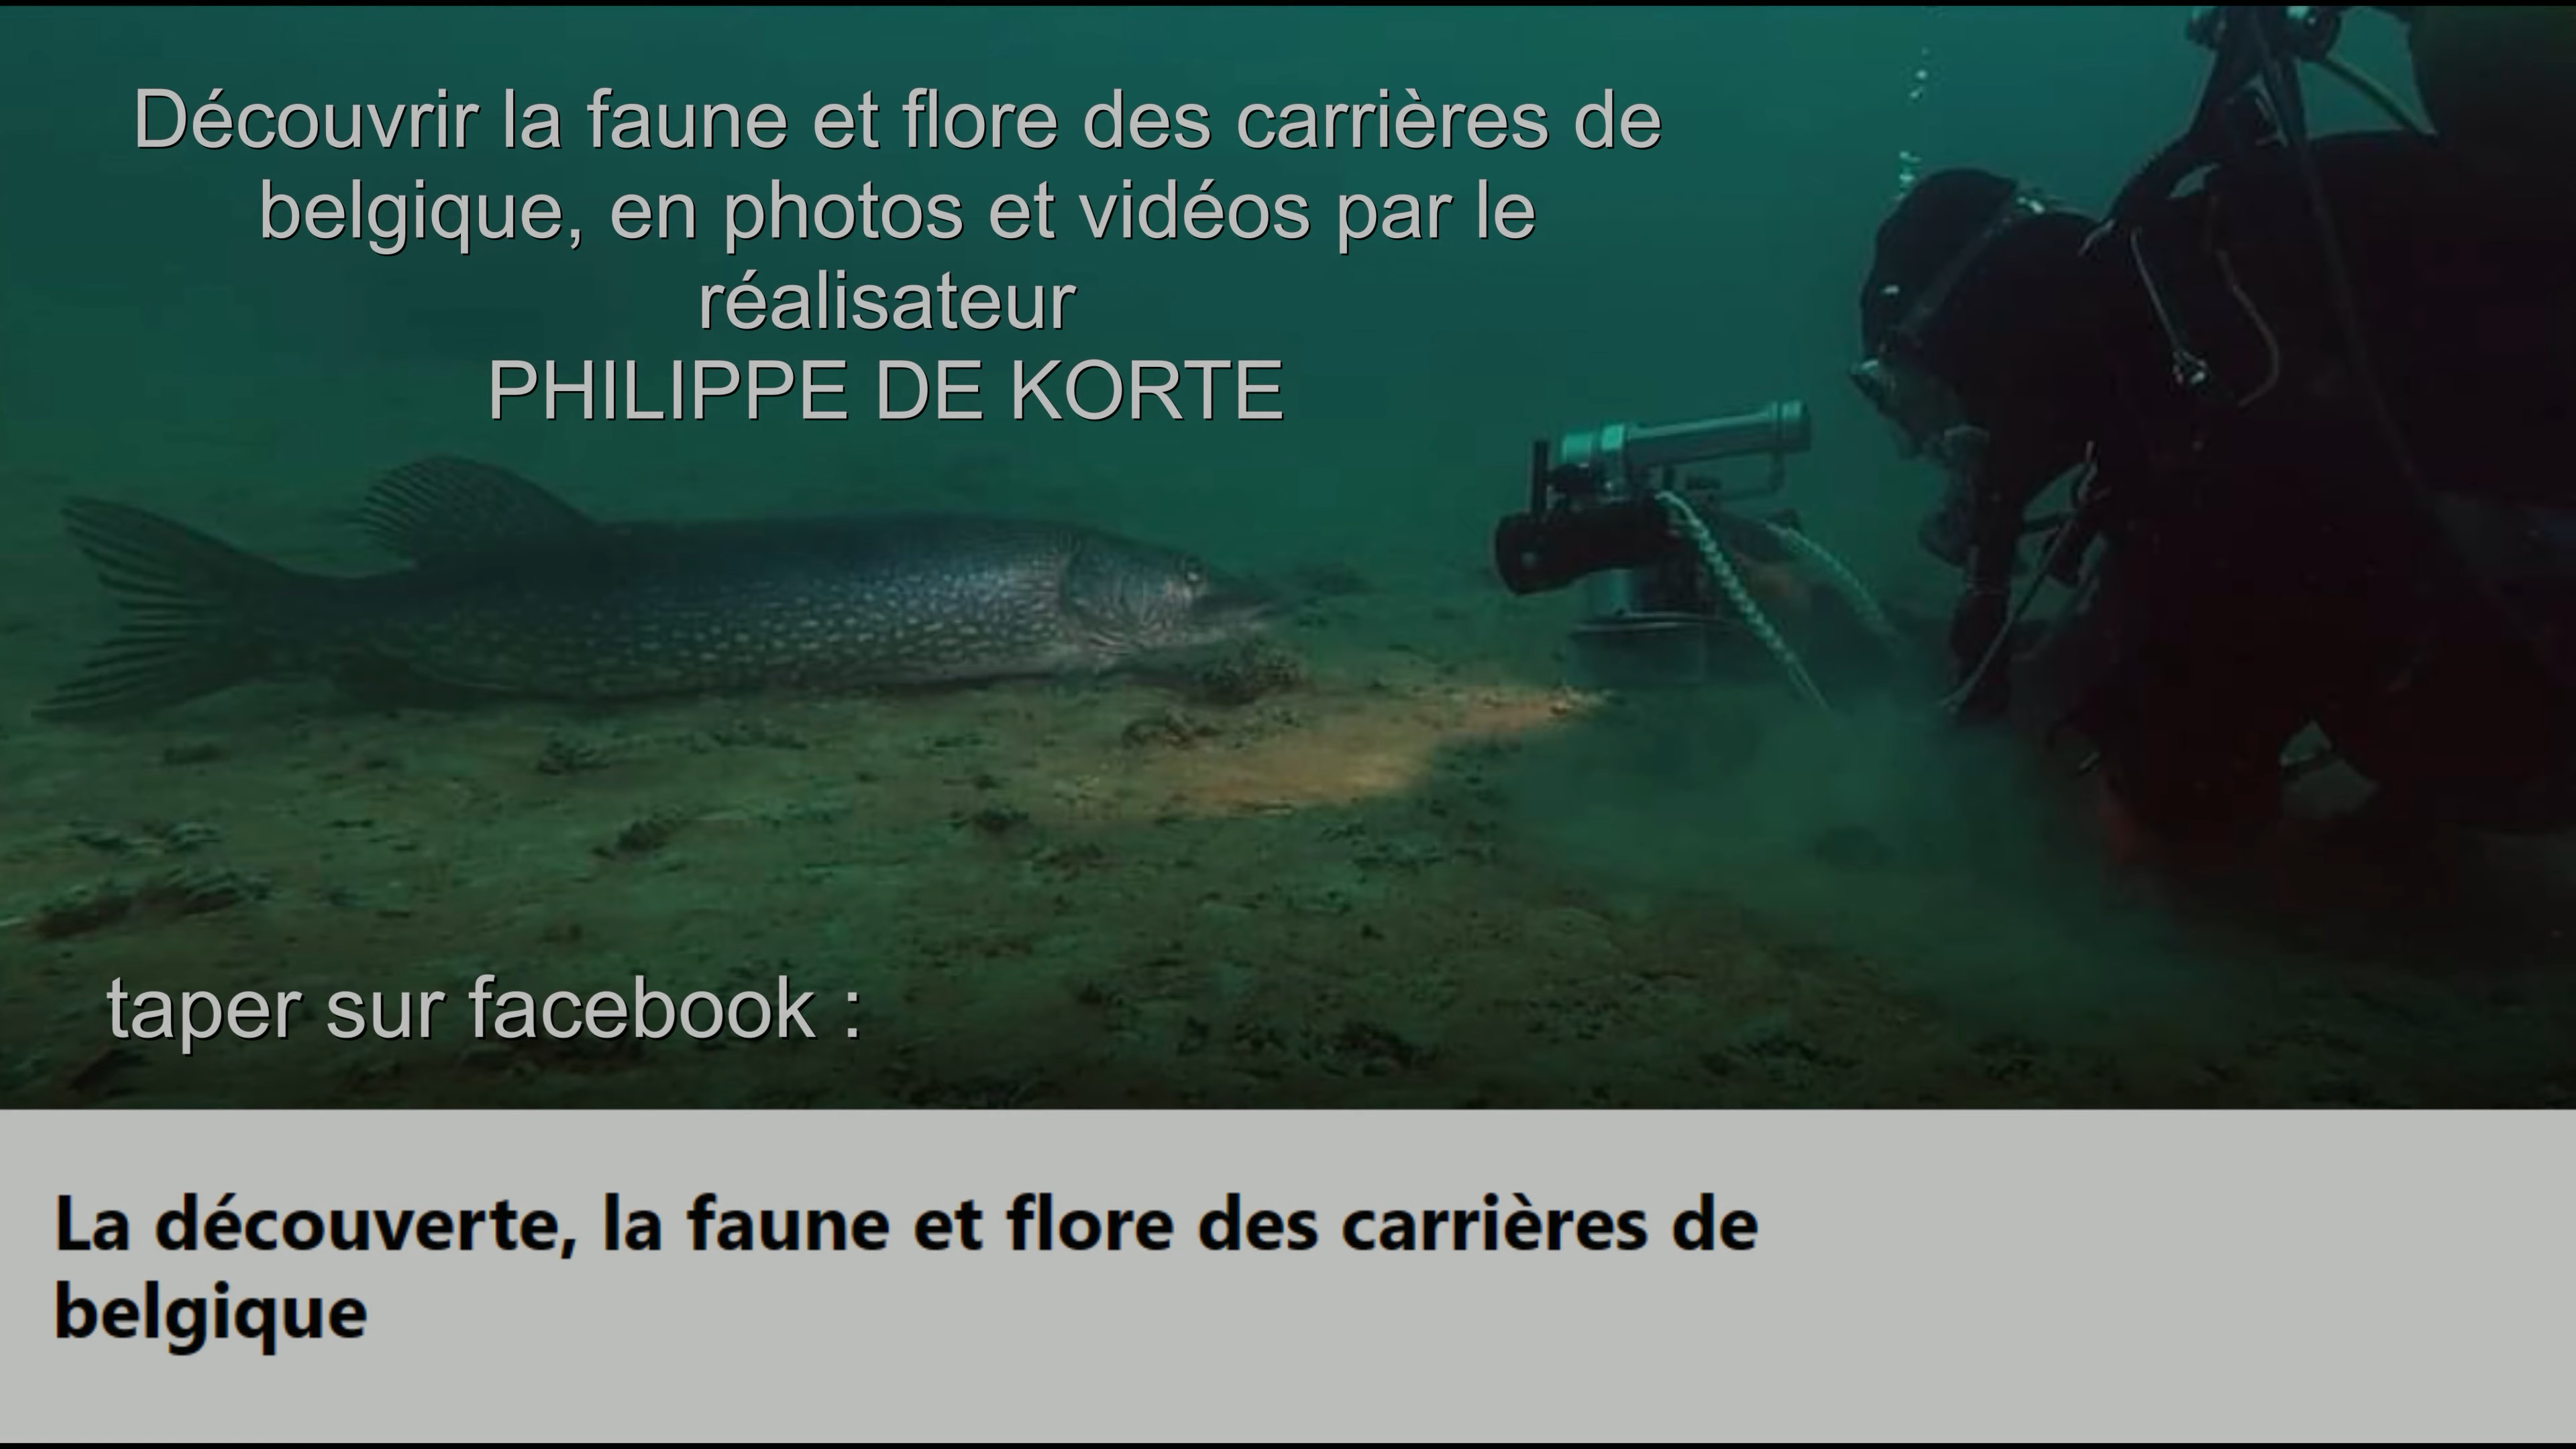 Découvrir la faune et flore des carrières de
belgique, en photos et vidéos par le
réalisateur
PHILIPPE DE KORTE
taper sur facebook :
La découverte, la faune et flore des carrières de
belgique